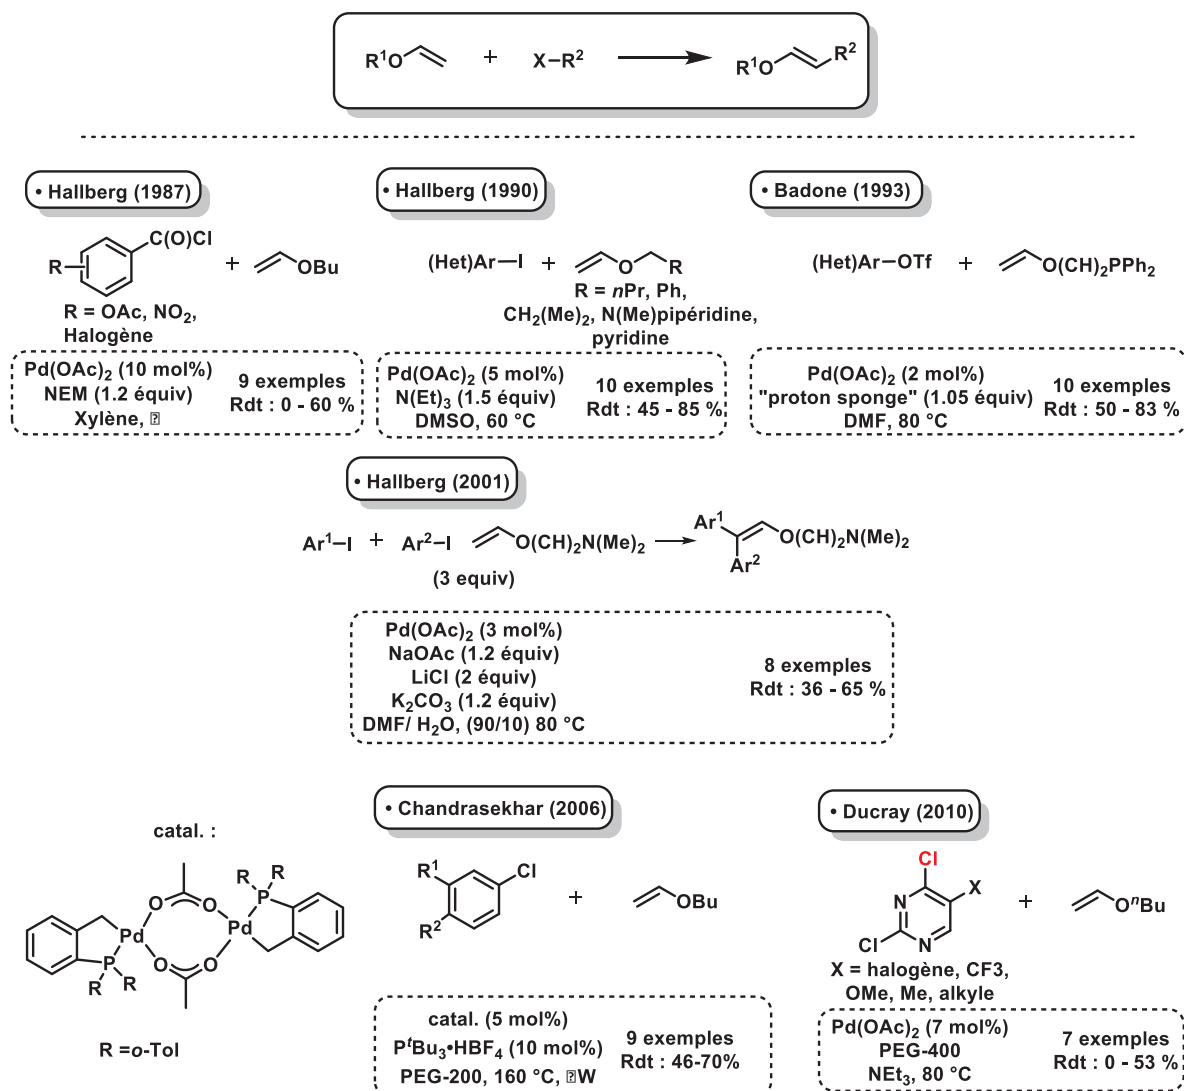 R¹O + X–R² R¹O R²
• Hallberg (1987)
C(O)Cl
R + OBu
R = OAc, NO₂,
Halogène
Pd(OAc)₂ (10 mol%)
NEM (1.2 équiv)
Xylène,
9 exemples
Rdt : 0 - 60 %
• Hallberg (1990)
(Het)Ar–I + O R
R = nPr, Ph,
CH₂(Me)₂, N(Me)pipéridine,
pyridine
Pd(OAc)₂ (5 mol%)
N(Et)₃ (1.5 équiv)
DMSO, 60 °C
10 exemples
Rdt : 45 - 85 %
• Badone (1993)
(Het)Ar–OTf + O(CH)₂PPh₂
Pd(OAc)₂ (2 mol%)
"proton sponge" (1.05 équiv)
DMF, 80 °C
10 exemples
Rdt : 50 - 83 %
• Hallberg (2001)
Ar¹–I + Ar²–I O(CH)₂N(Me)₂ Ar¹ Ar² O(CH)₂N(Me)₂
(3 equiv)
Pd(OAc)₂ (3 mol%)
NaOAc (1.2 équiv)
LiCl (2 équiv)
K₂CO₃ (1.2 équiv)
DMF/ H₂O, (90/10) 80 °C
8 exemples
Rdt : 36 - 65 %
catal. :
R R
O O P
Pd Pd
P O O
R R
R =o-Tol
• Chandrasekhar (2006)
R¹ Cl
R² + OBu
catal. (5 mol%)
PᵗBu₃•HBF₄ (10 mol%)
PEG-200, 160 °C, W
9 exemples
Rdt : 46-70%
• Ducray (2010)
Cl
X
N + OⁿBu
Cl N
X = halogène, CF3,
OMe, Me, alkyle
Pd(OAc)₂ (7 mol%)
PEG-400
NEt₃, 80 °C
7 exemples
Rdt : 0 - 53 %